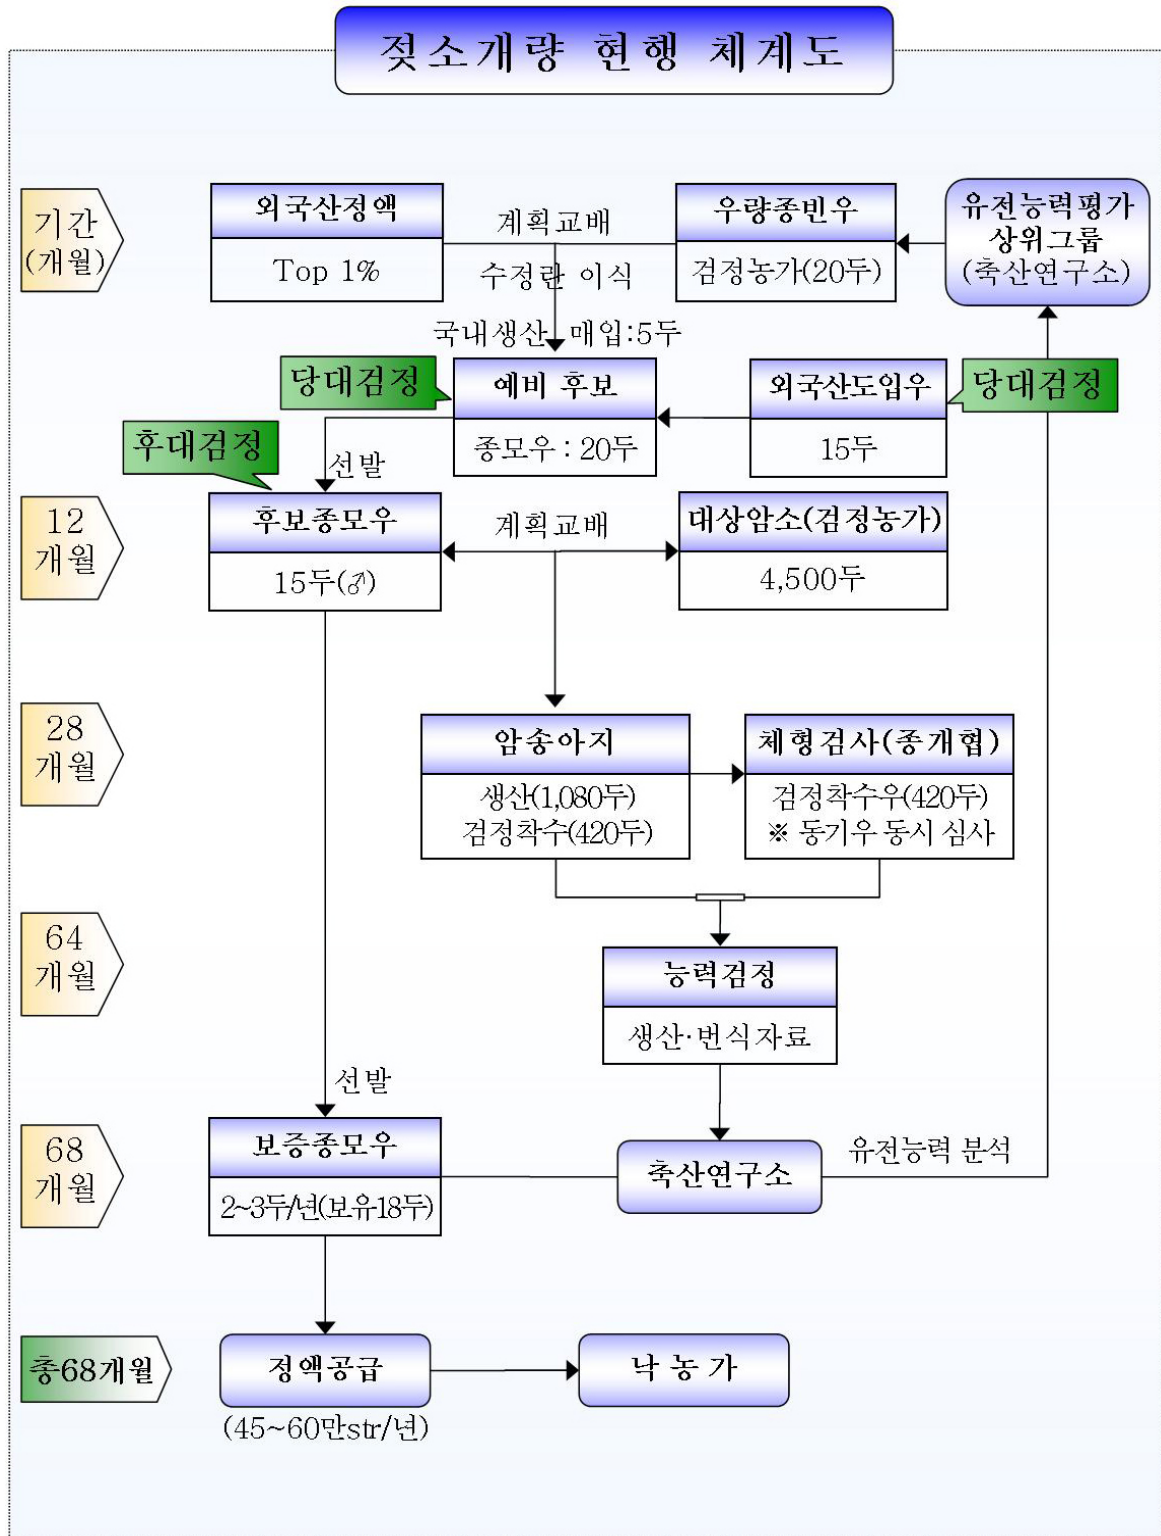 젖소개량 현행 체계도
기간
(개월)
외국산정액
Top 1%
계획교배
수정란 이식
우량종빈우
검정농가(20두)
유전능력평가
상위그룹
(축산연구소)
국내생산 매입:5두
당대검정
예비 후보
종모우 : 20두
외국산도입우
15두
당대검정
후대검정
선발
12
개월
후보종모우
15두(♂)
계획교배
대상암소(검정농가)
4,500두
28
개월
암송아지
생산(1,080두)
검정착수(420두)
체형검사(종개협)
검정착수우(420두)
※ 동기우 동시 심사
64
개월
능력검정
생산·번식자료
선발
68
개월
보증종모우
2~3두/년(보유18두)
축산연구소
유전능력 분석
총68개월
정액공급
(45~60만str/년)
낙 농 가